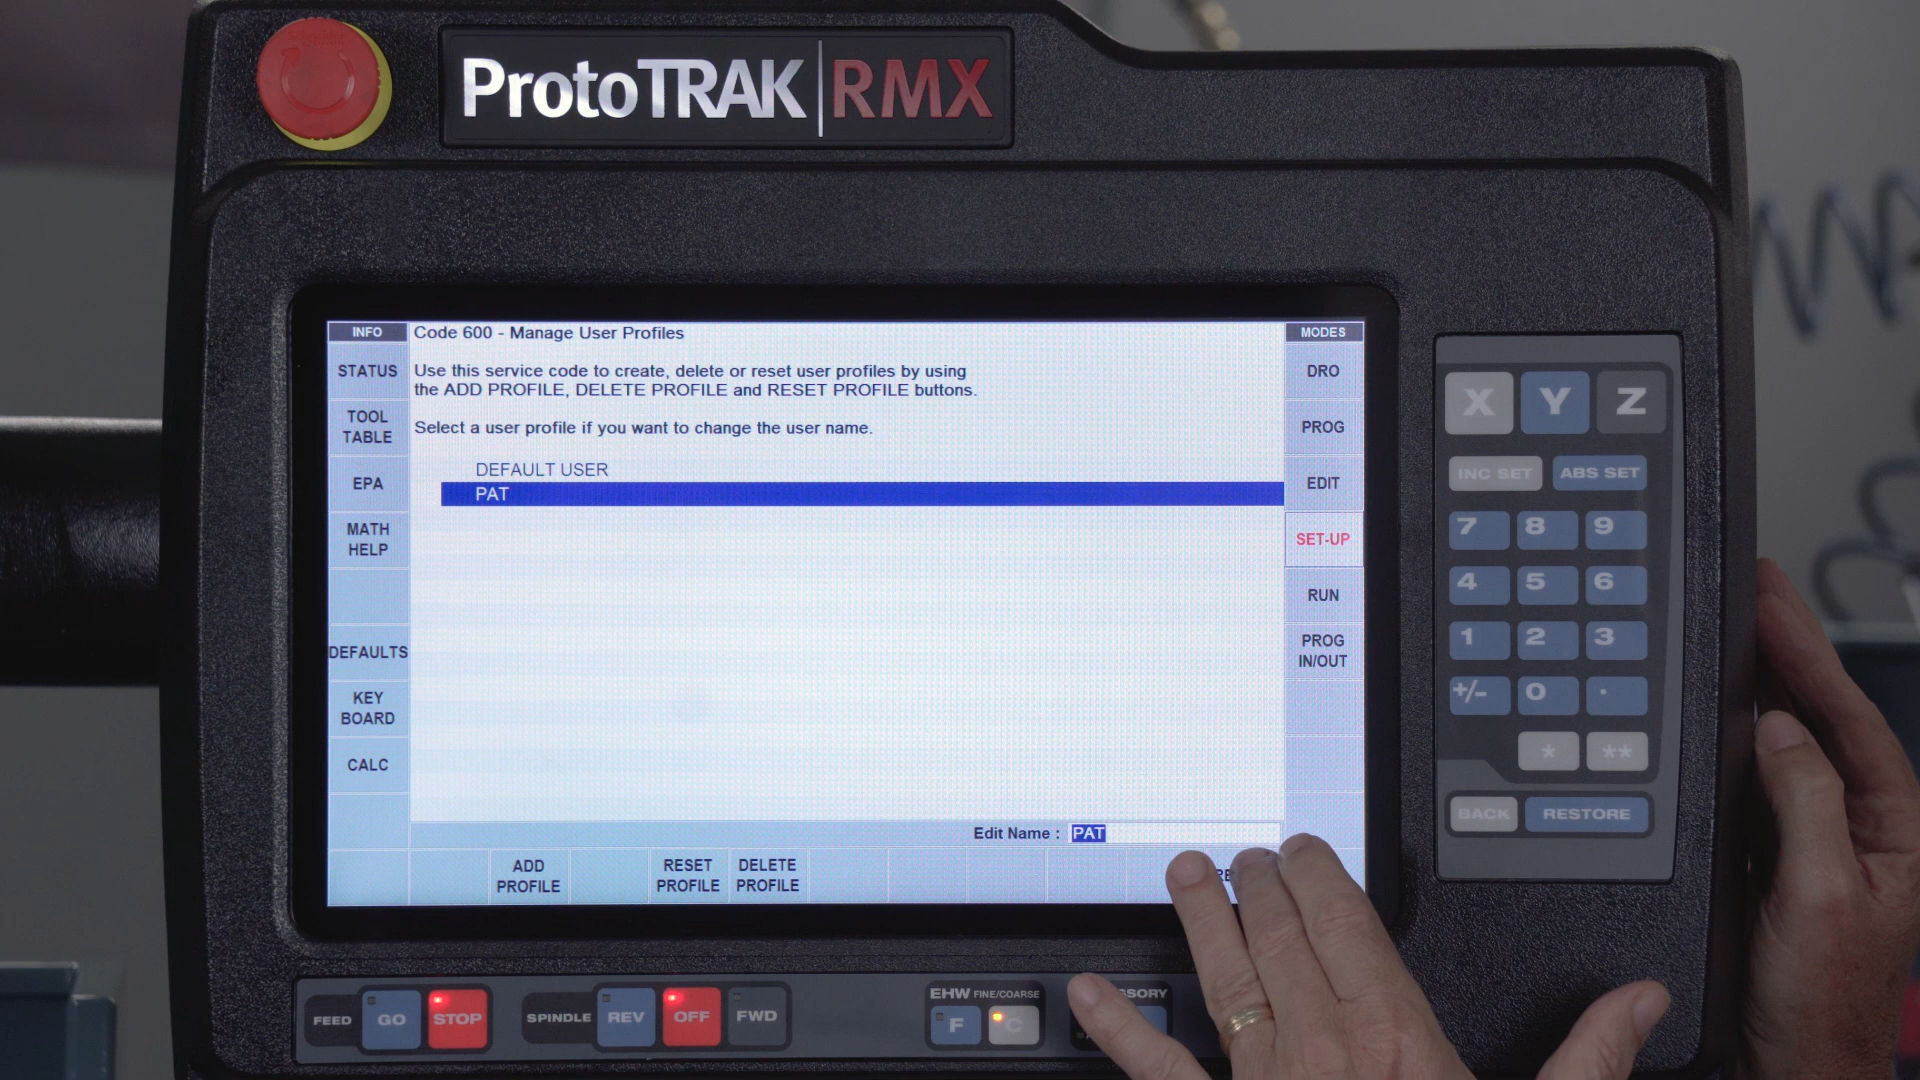 ProtoTRAK RMX
INFO
Code 600 - Manage User Profiles
MODES
STATUS
Use this service code to create, delete or reset user profiles by using
the ADD PROFILE, DELETE PROFILE and RESET PROFILE buttons.
DRO
TOOL
TABLE
Select a user profile if you want to change the user name.
PROG
EPA
DEFAULT USER
PAT
EDIT
MATH
HELP
SET-UP
RUN
DEFAULTS
PROG
IN/OUT
KEY
BOARD
CALC
Edit Name : PAT
ADD
PROFILE
RESET
PROFILE
DELETE
PROFILE
X Y Z
INC SET ABS SET
7 8 9
4 5 6
1 2 3
+/- 0 .
* **
BACK RESTORE
FEED GO STOP
SPINDLE REV OFF FWD
EHW FINE/COARSE
F C